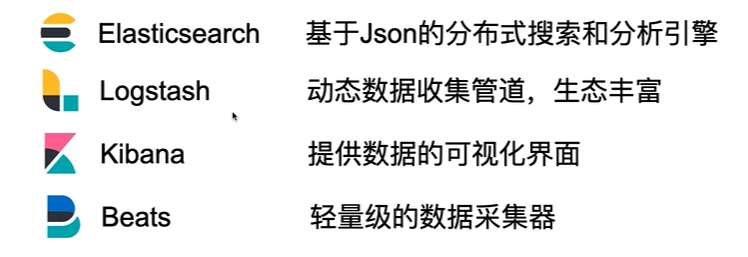 Elasticsearch 基于Json的分布式搜索和分析引擎
Logstash 动态数据收集管道，生态丰富
Kibana 提供数据的可视化界面
Beats 轻量级的数据采集器